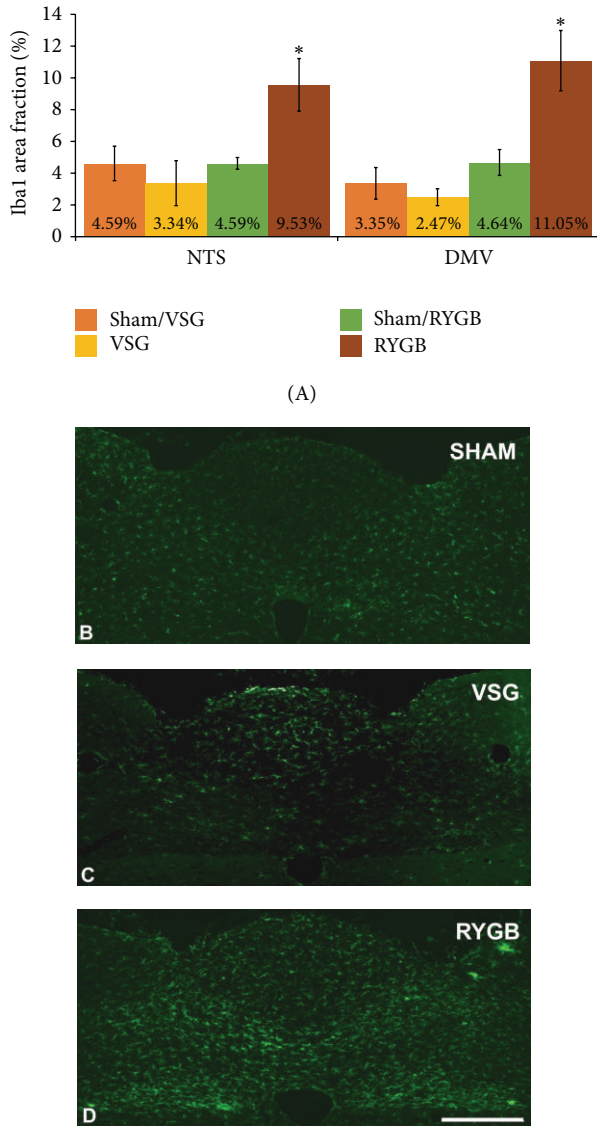 Iba1 area fraction (%)
14
12
10
8
6
4
2
0
*
*
4.59% 3.34% 4.59% 9.53% 3.35% 2.47% 4.64% 11.05%
NTS DMV
Sham/VSG Sham/RYGB
VSG RYGB
(A)
SHAM
B
VSG
C
RYGB
D